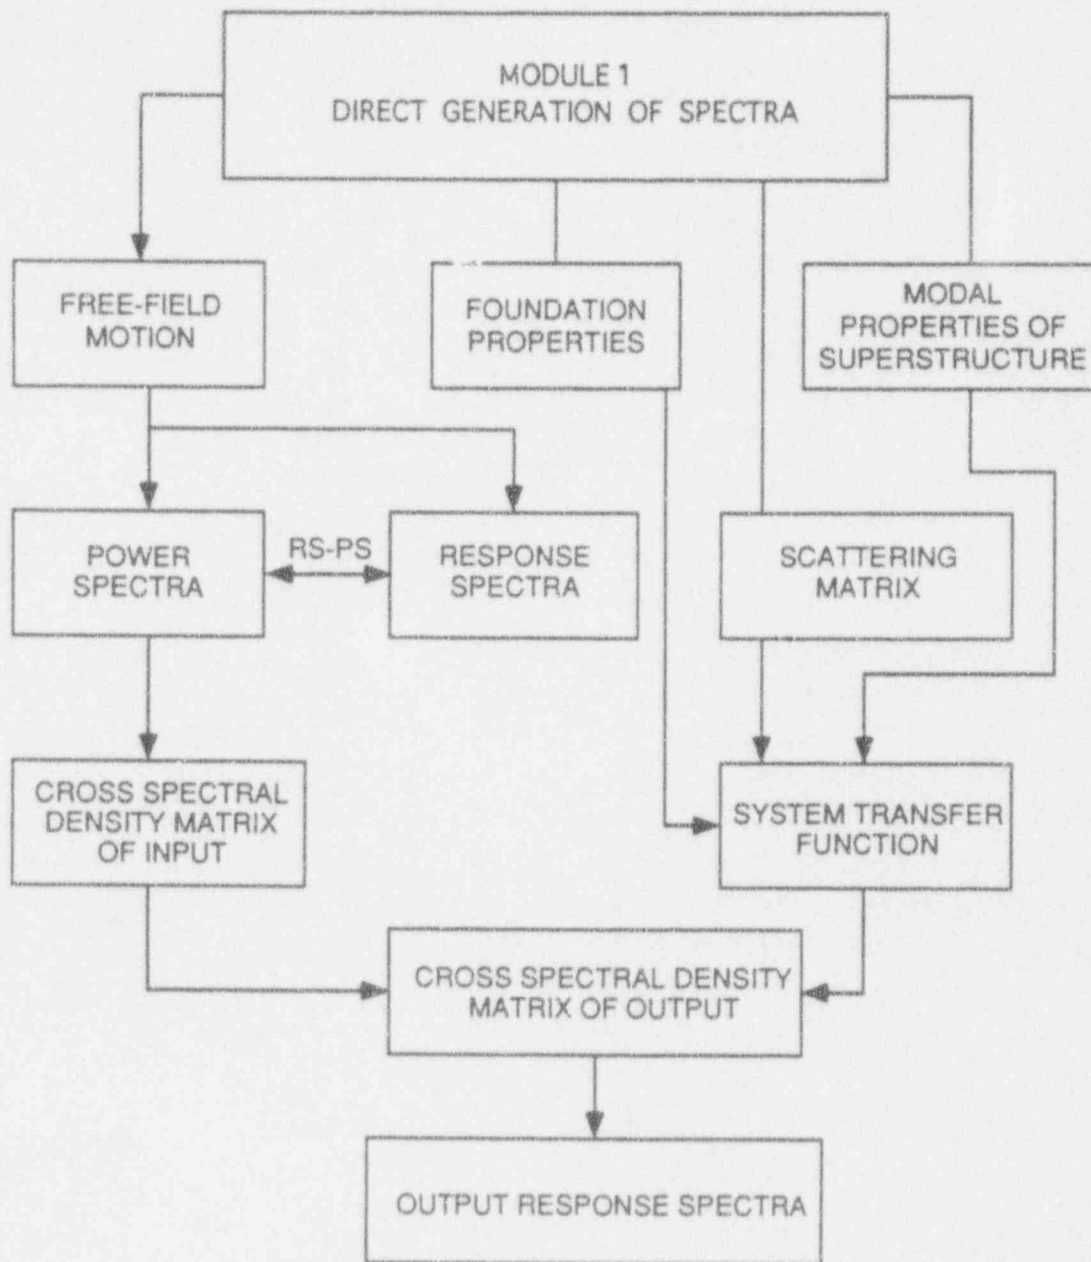 MODULE 1
DIRECT GENERATION OF SPECTRA
FREE-FIELD
MOTION
FOUNDATION
PROPERTIES
MODAL
PROPERTIES OF
SUPERSTRUCTURE
POWER
SPECTRA
RS-PS
RESPONSE
SPECTRA
SCATTERING
MATRIX
CROSS SPECTRAL
DENSITY MATRIX
OF INPUT
SYSTEM TRANSFER
FUNCTION
CROSS SPECTRAL DENSITY
MATRIX OF OUTPUT
OUTPUT RESPONSE SPECTRA